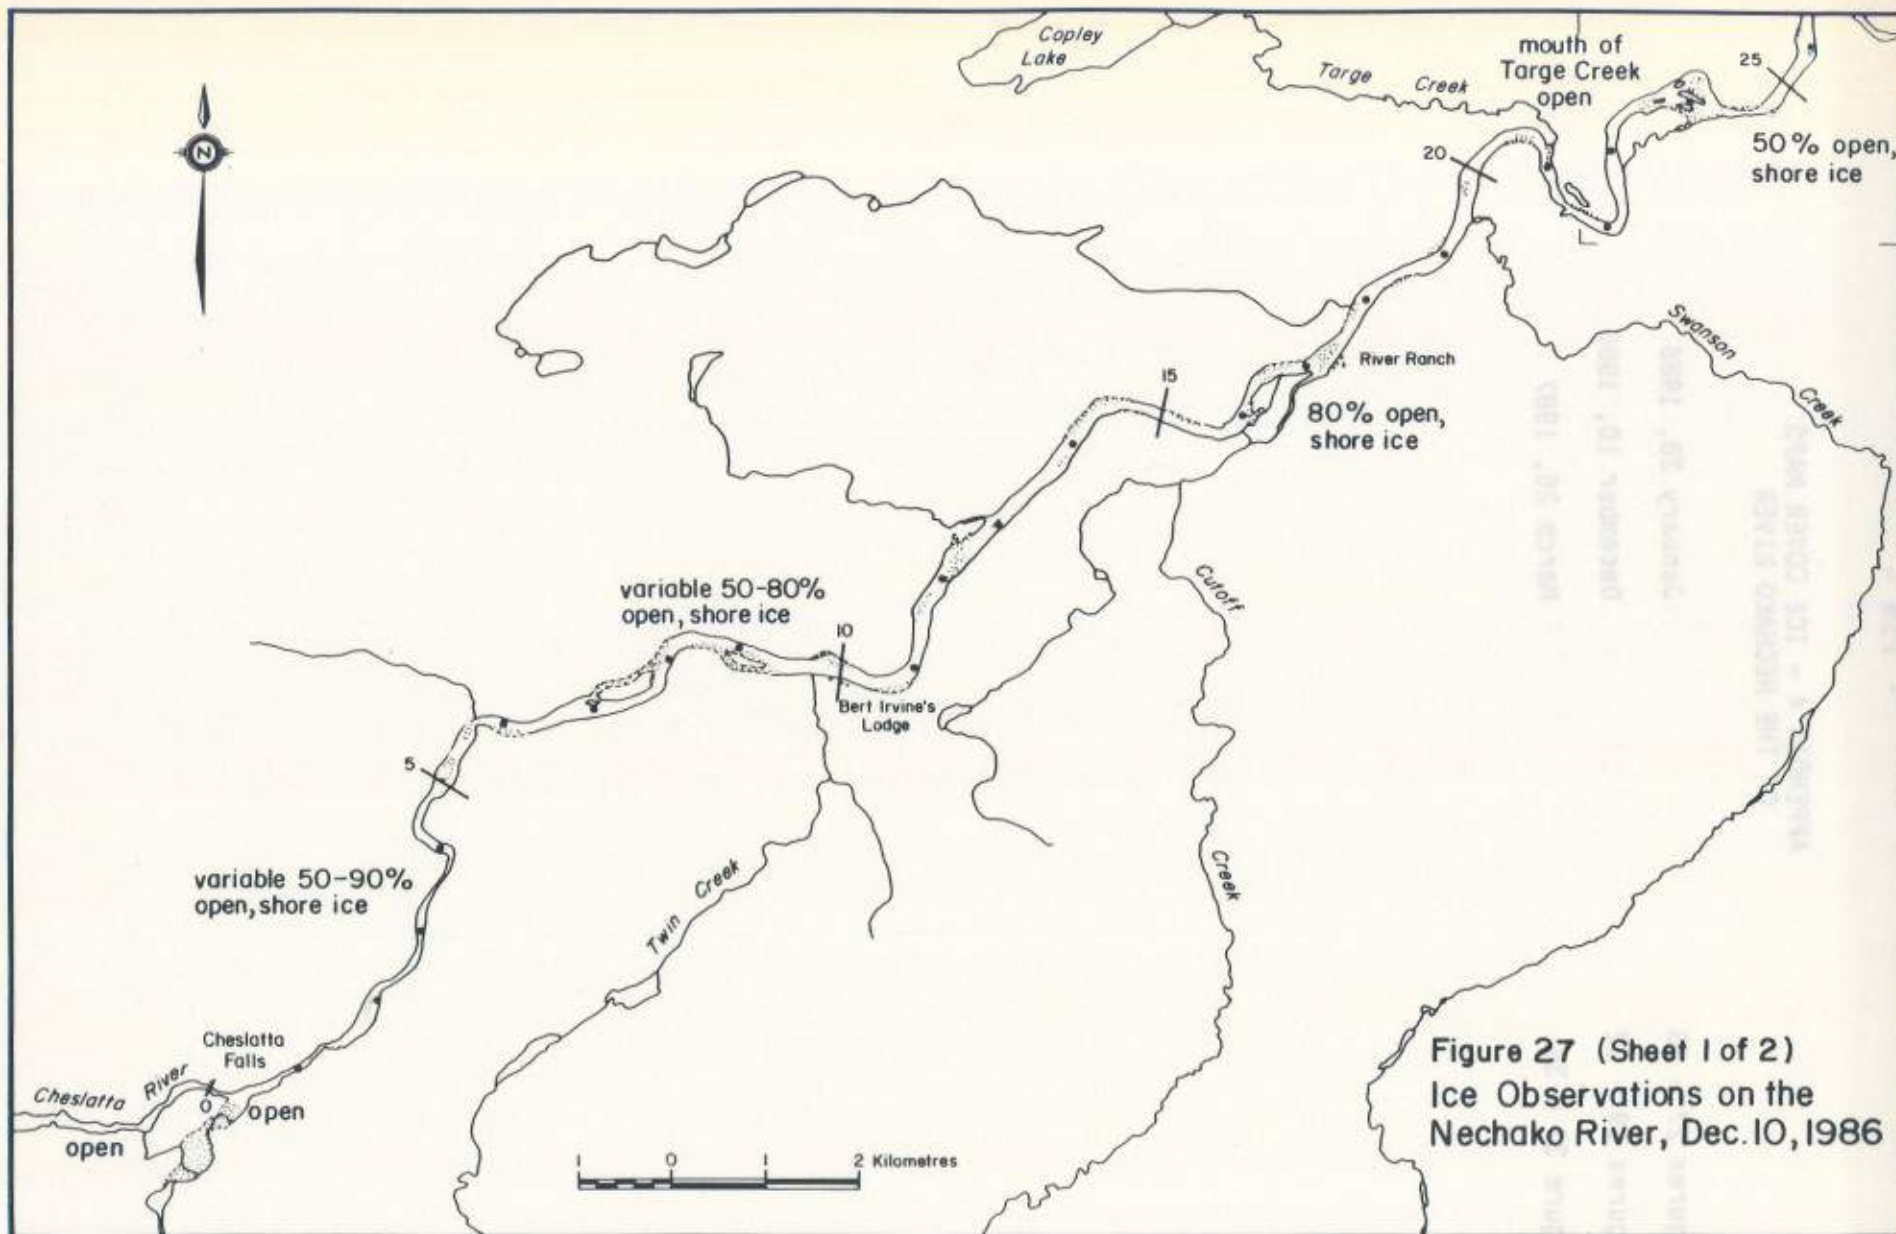 Copley
Lake
Targe Creek
mouth of
Targe Creek
open
25
50% open,
shore ice
20
N
Swanson
Creek
River Ranch
15
80% open,
shore ice
variable 50-80%
open, shore ice
10
Bert Irvine's
Lodge
Cutoff
Creek
5
variable 50-90%
open, shore ice
Twin Creek
Cheslatta
Falls
Cheslatta River
0
open
open
1 0 1 2 Kilometres
Figure 27 (Sheet 1 of 2)
Ice Observations on the
Nechako River, Dec. 10, 1986